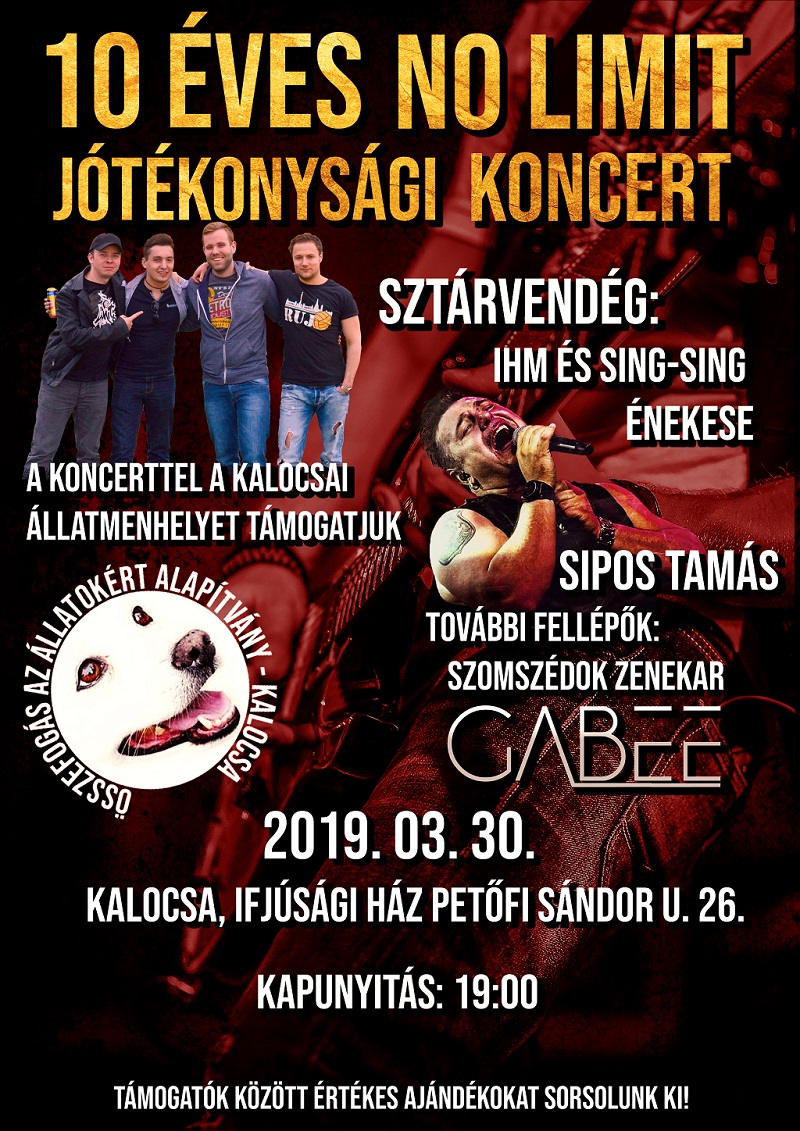 10 ÉVES NO LIMIT
JÓTÉKONYSÁGI KONCERT
SZTÁRVENDÉG:
IHM ÉS SING-SING
ÉNEKESE
SIPOS TAMÁS
RUJ
A KONCERTTEL A KALOCSAI
ÁLLATMENHELYET TÁMOGATJUK
ÖSSZEFOGÁS AZ ÁLLATOKÉRT ALAPÍTVÁNY - KALOCSA
TOVÁBBI FELLÉPŐK:
SZOMSZÉDOK ZENEKAR
GABEE
2019. 03. 30.
KALOCSA, IFJÚSÁGI HÁZ PETŐFI SÁNDOR U. 26.
KAPUNYITÁS: 19:00
TÁMOGATÓK KÖZÖTT ÉRTÉKES AJÁNDÉKOKAT SORSOLUNK KI!